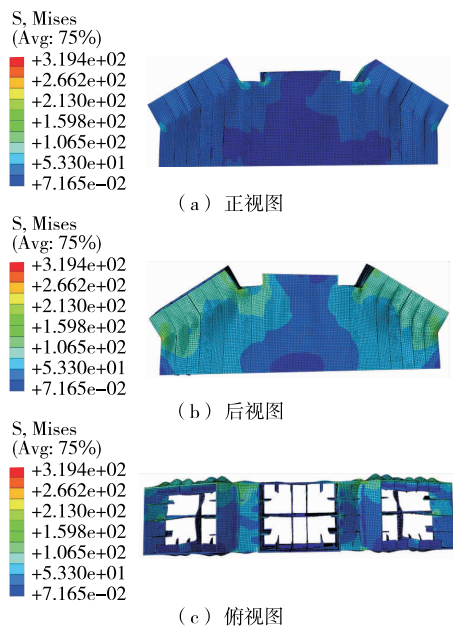 S, Mises
(Avg: 75%)
+3.194e+02
+2.662e+02
+2.130e+02
+1.598e+02
+1.065e+02
+5.330e+01
+7.165e−02
（a）正视图
S, Mises
(Avg: 75%)
+3.194e+02
+2.662e+02
+2.130e+02
+1.598e+02
+1.065e+02
+5.330e+01
+7.165e−02
（b）后视图
S, Mises
(Avg: 75%)
+3.194e+02
+2.662e+02
+2.130e+02
+1.598e+02
+1.065e+02
+5.330e+01
+7.165e−02
（c）俯视图